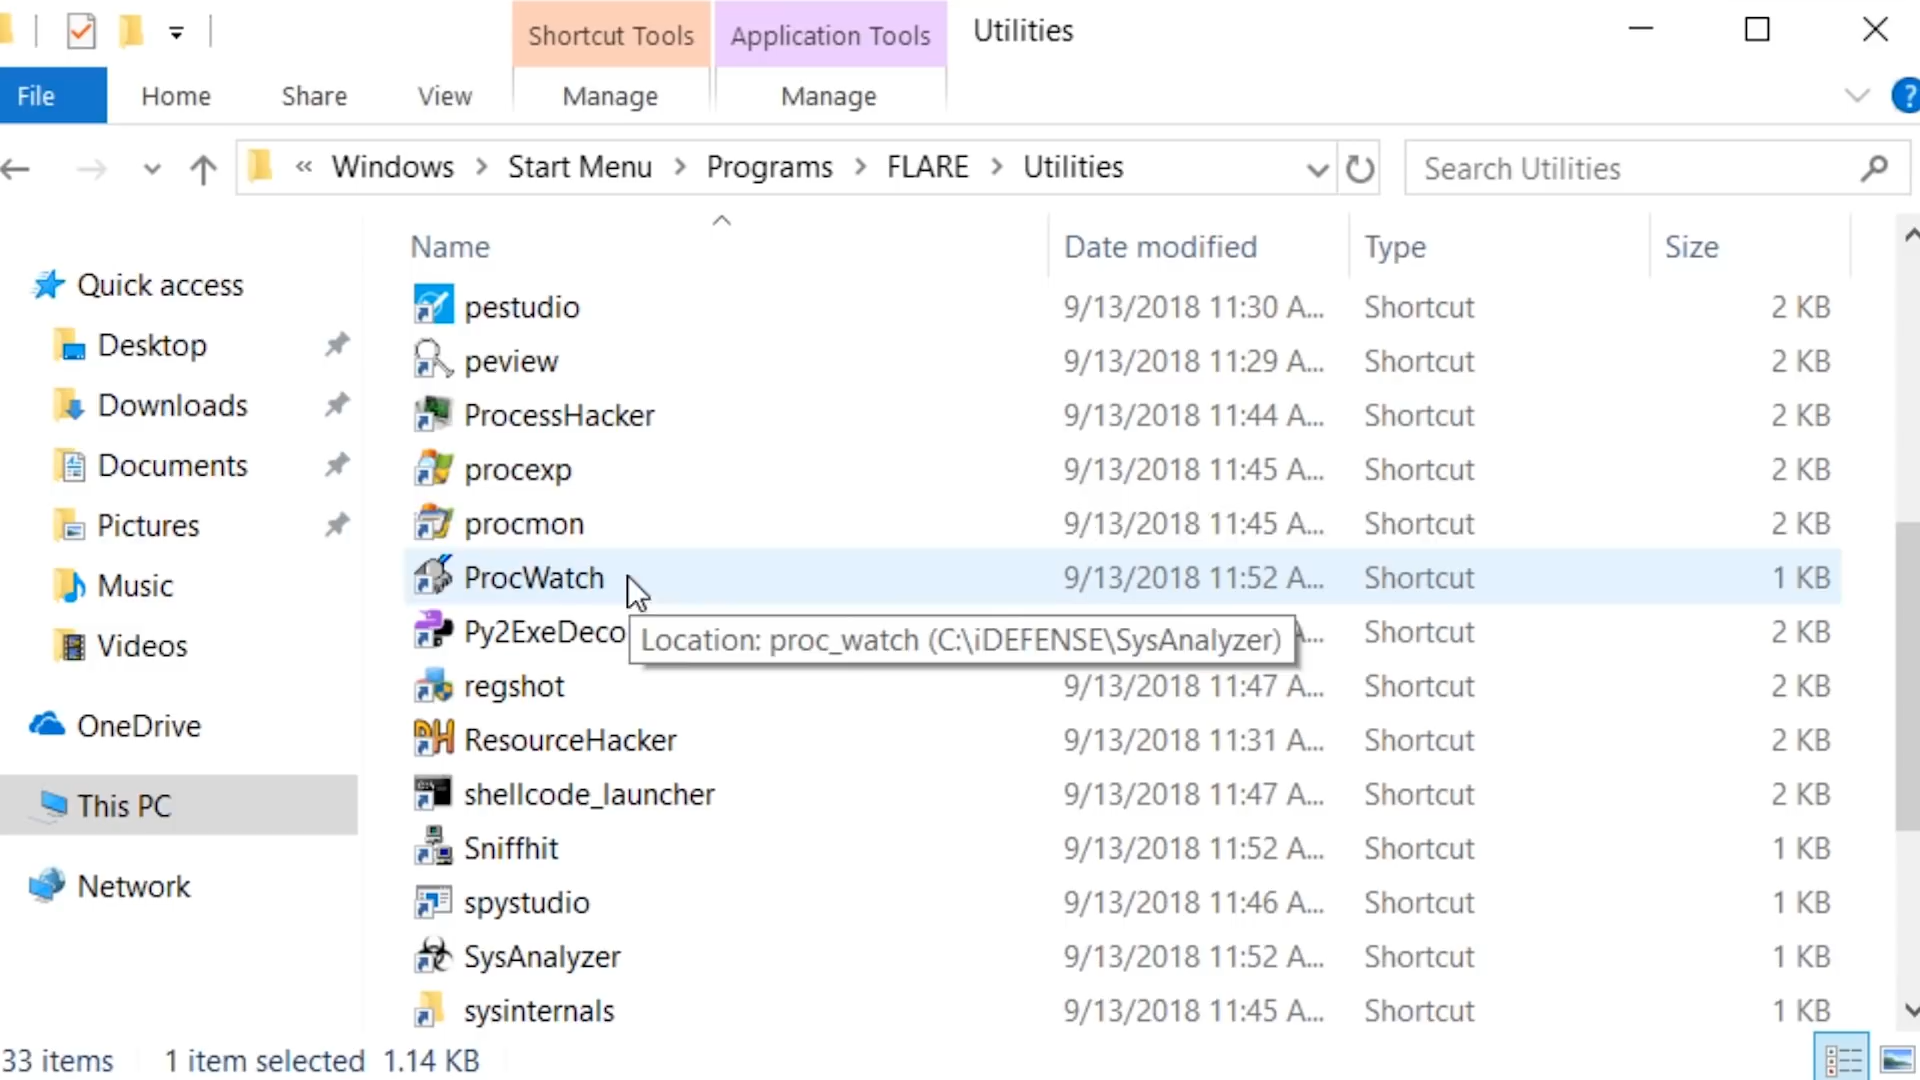 Shortcut Tools Application Tools Utilities
File Home Share View Manage Manage ?
« Windows > Start Menu > Programs > FLARE > Utilities Search Utilities
Name Date modified Type Size
Quick access
Desktop
Downloads
Documents
Pictures
Music
Videos
OneDrive
This PC
Network
pestudio 9/13/2018 11:30 A... Shortcut 2 KB
peview 9/13/2018 11:29 A... Shortcut 2 KB
ProcessHacker 9/13/2018 11:44 A... Shortcut 2 KB
procexp 9/13/2018 11:45 A... Shortcut 2 KB
procmon 9/13/2018 11:45 A... Shortcut 2 KB
ProcWatch 9/13/2018 11:52 A... Shortcut 1 KB
Py2ExeDeco Shortcut 2 KB
Location: proc_watch (C:\iDEFENSE\SysAnalyzer)
regshot 9/13/2018 11:47 A... Shortcut 2 KB
ResourceHacker 9/13/2018 11:31 A... Shortcut 2 KB
shellcode_launcher 9/13/2018 11:47 A... Shortcut 2 KB
Sniffhit 9/13/2018 11:52 A... Shortcut 1 KB
spystudio 9/13/2018 11:46 A... Shortcut 1 KB
SysAnalyzer 9/13/2018 11:52 A... Shortcut 1 KB
sysinternals 9/13/2018 11:45 A... Shortcut 1 KB
33 items 1 item selected 1.14 KB